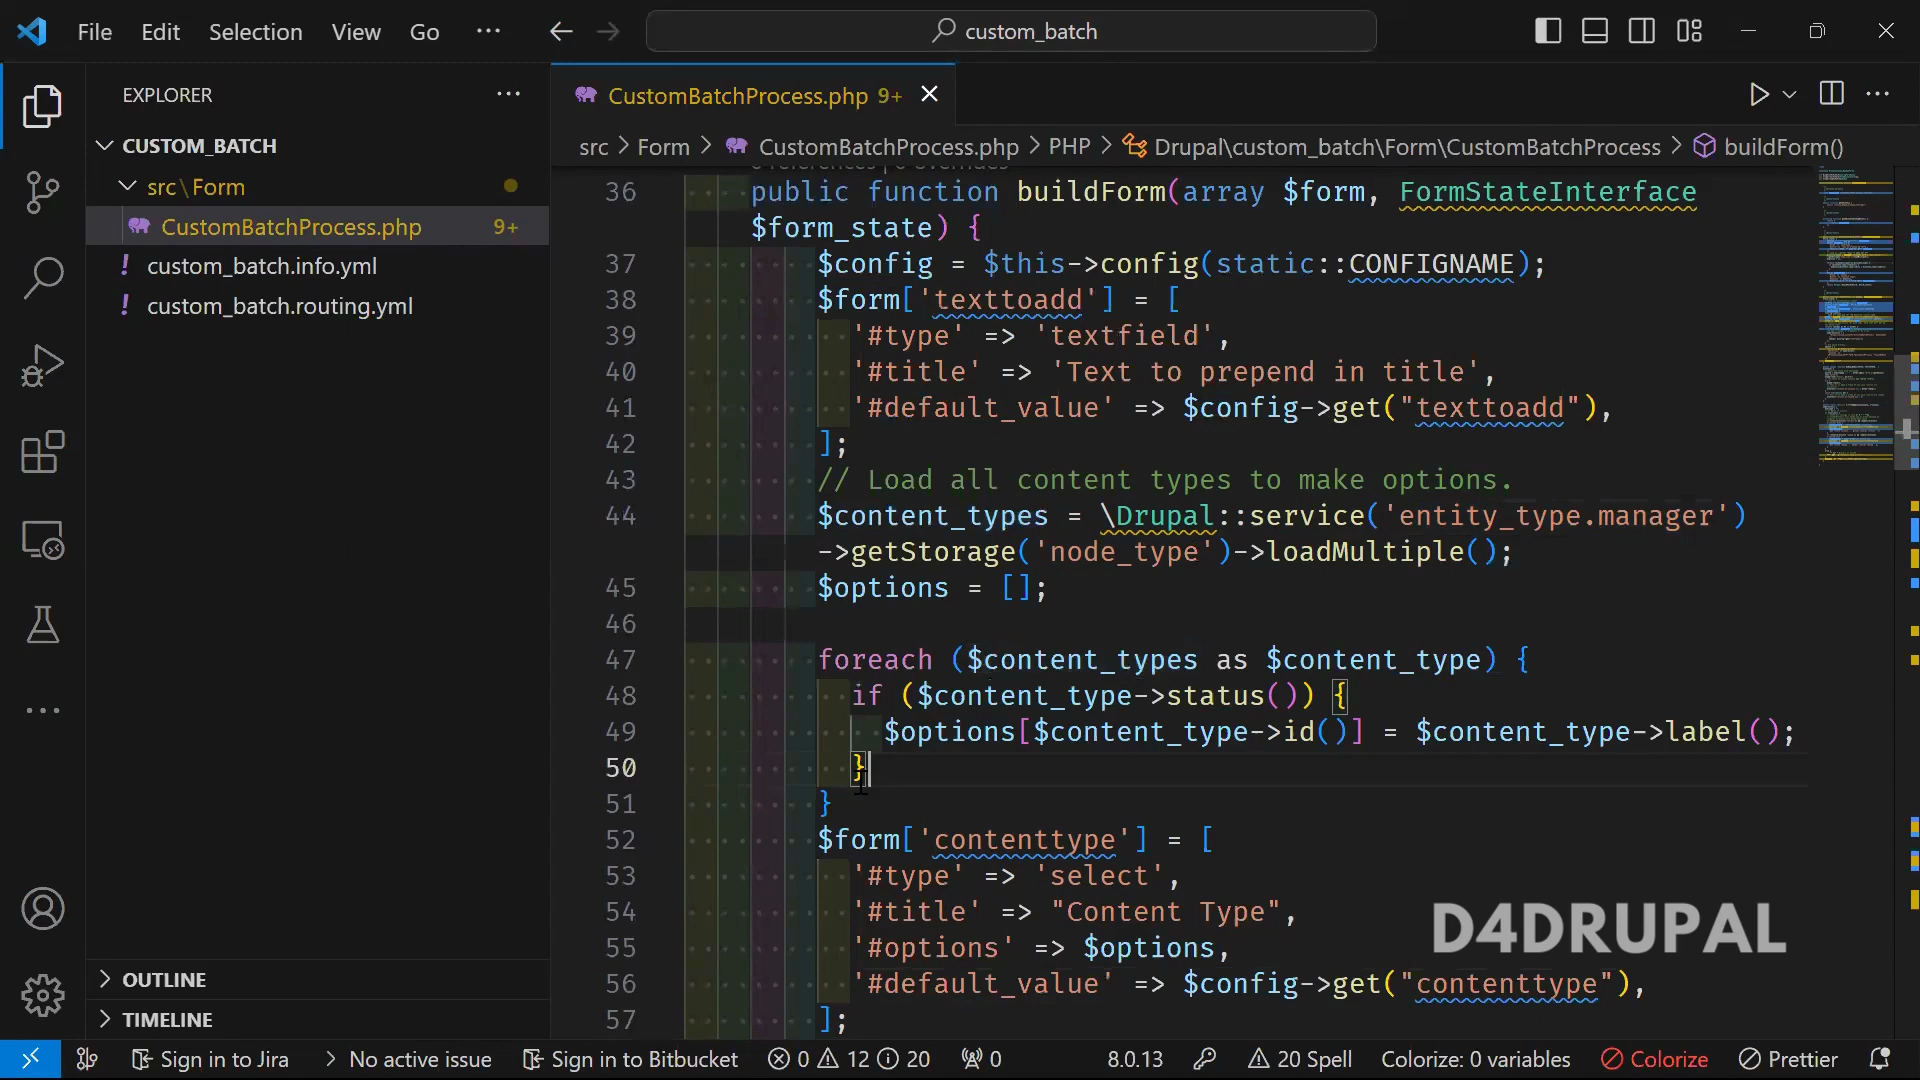 File Edit Selection View Go ··· custom_batch
EXPLORER ···
CUSTOM_BATCH
src\Form
CustomBatchProcess.php 9+
custom_batch.info.yml
custom_batch.routing.yml
OUTLINE
TIMELINE
CustomBatchProcess.php 9+
src > Form > CustomBatchProcess.php > PHP > Drupal\custom_batch\Form\CustomBatchProcess > buildForm()
36 public function buildForm(array $form, FormStateInterface
$form_state) {
37 $config = $this->config(static::CONFIGNAME);
38 $form['texttoadd'] = [
39 '#type' => 'textfield',
40 '#title' => 'Text to prepend in title',
41 '#default_value' => $config->get("texttoadd"),
42 ];
43 // Load all content types to make options.
44 $content_types = \Drupal::service('entity_type.manager')
->getStorage('node_type')->loadMultiple();
45 $options = [];
46
47 foreach ($content_types as $content_type) {
48 if ($content_type->status()) {
49 $options[$content_type->id()] = $content_type->label();
50 }
51 }
52 $form['contenttype'] = [
53 '#type' => 'select',
54 '#title' => "Content Type",
55 '#options' => $options,
56 '#default_value' => $config->get("contenttype"),
57 ];
D4DRUPAL
Sign in to Jira > No active issue Sign in to Bitbucket 0 12 20 0 8.0.13 20 Spell Colorize: 0 variables Colorize Prettier